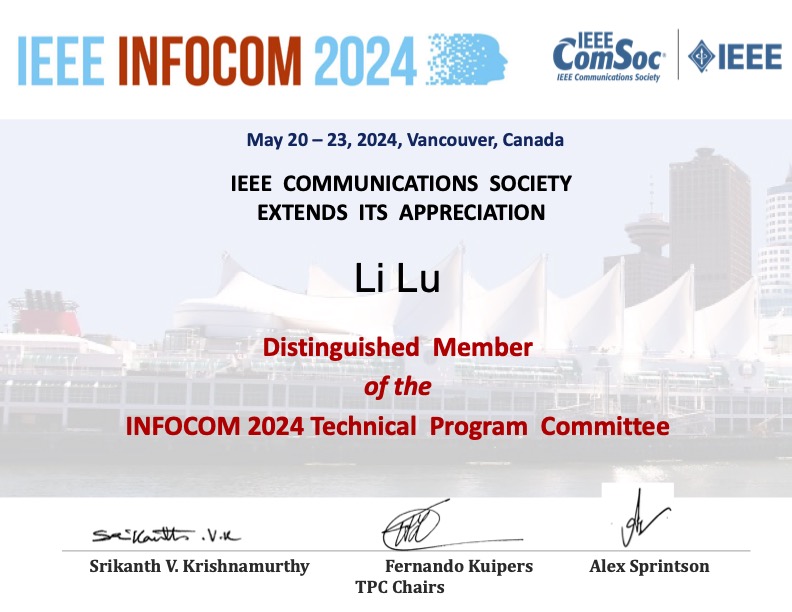 IEEE INFOCOM 2024
IEEE
ComSoc
IEEE Communications Society
IEEE
May 20 – 23, 2024, Vancouver, Canada
IEEE COMMUNICATIONS SOCIETY
EXTENDS ITS APPRECIATION
Li Lu
Distinguished Member
of the
INFOCOM 2024 Technical Program Committee
Srikanth .V.K
Srikanth V. Krishnamurthy Fernando Kuipers Alex Sprintson
TPC Chairs